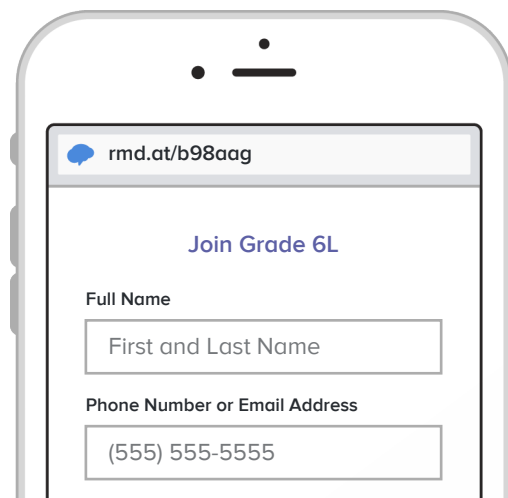 rmd.at/b98aag
Join Grade 6L
Full Name
First and Last Name
Phone Number or Email Address
(555) 555-5555